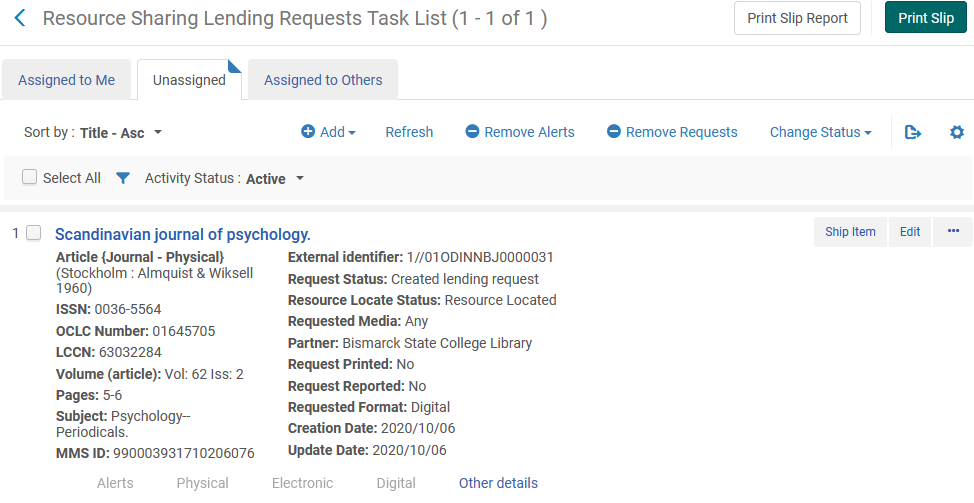 Resource Sharing Lending Requests Task List (1 - 1 of 1 )
Print Slip Report
Print Slip
Assigned to Me
Unassigned
Assigned to Others
Sort by : Title - Asc
Add
Refresh
Remove Alerts
Remove Requests
Change Status
Select All
Activity Status : Active
1
Scandinavian journal of psychology.
Ship Item
Edit
•••
Article {Journal - Physical}
(Stockholm : Almquist & Wiksell
1960)
ISSN: 0036-5564
OCLC Number: 01645705
LCCN: 63032284
Volume (article): Vol: 62 Iss: 2
Pages: 5-6
Subject: Psychology--
Periodicals.
MMS ID: 990003931710206076
External identifier: 1//01ODINNBJ0000031
Request Status: Created lending request
Resource Locate Status: Resource Located
Requested Media: Any
Partner: Bismarck State College Library
Request Printed: No
Request Reported: No
Requested Format: Digital
Creation Date: 2020/10/06
Update Date: 2020/10/06
Alerts
Physical
Electronic
Digital
Other details